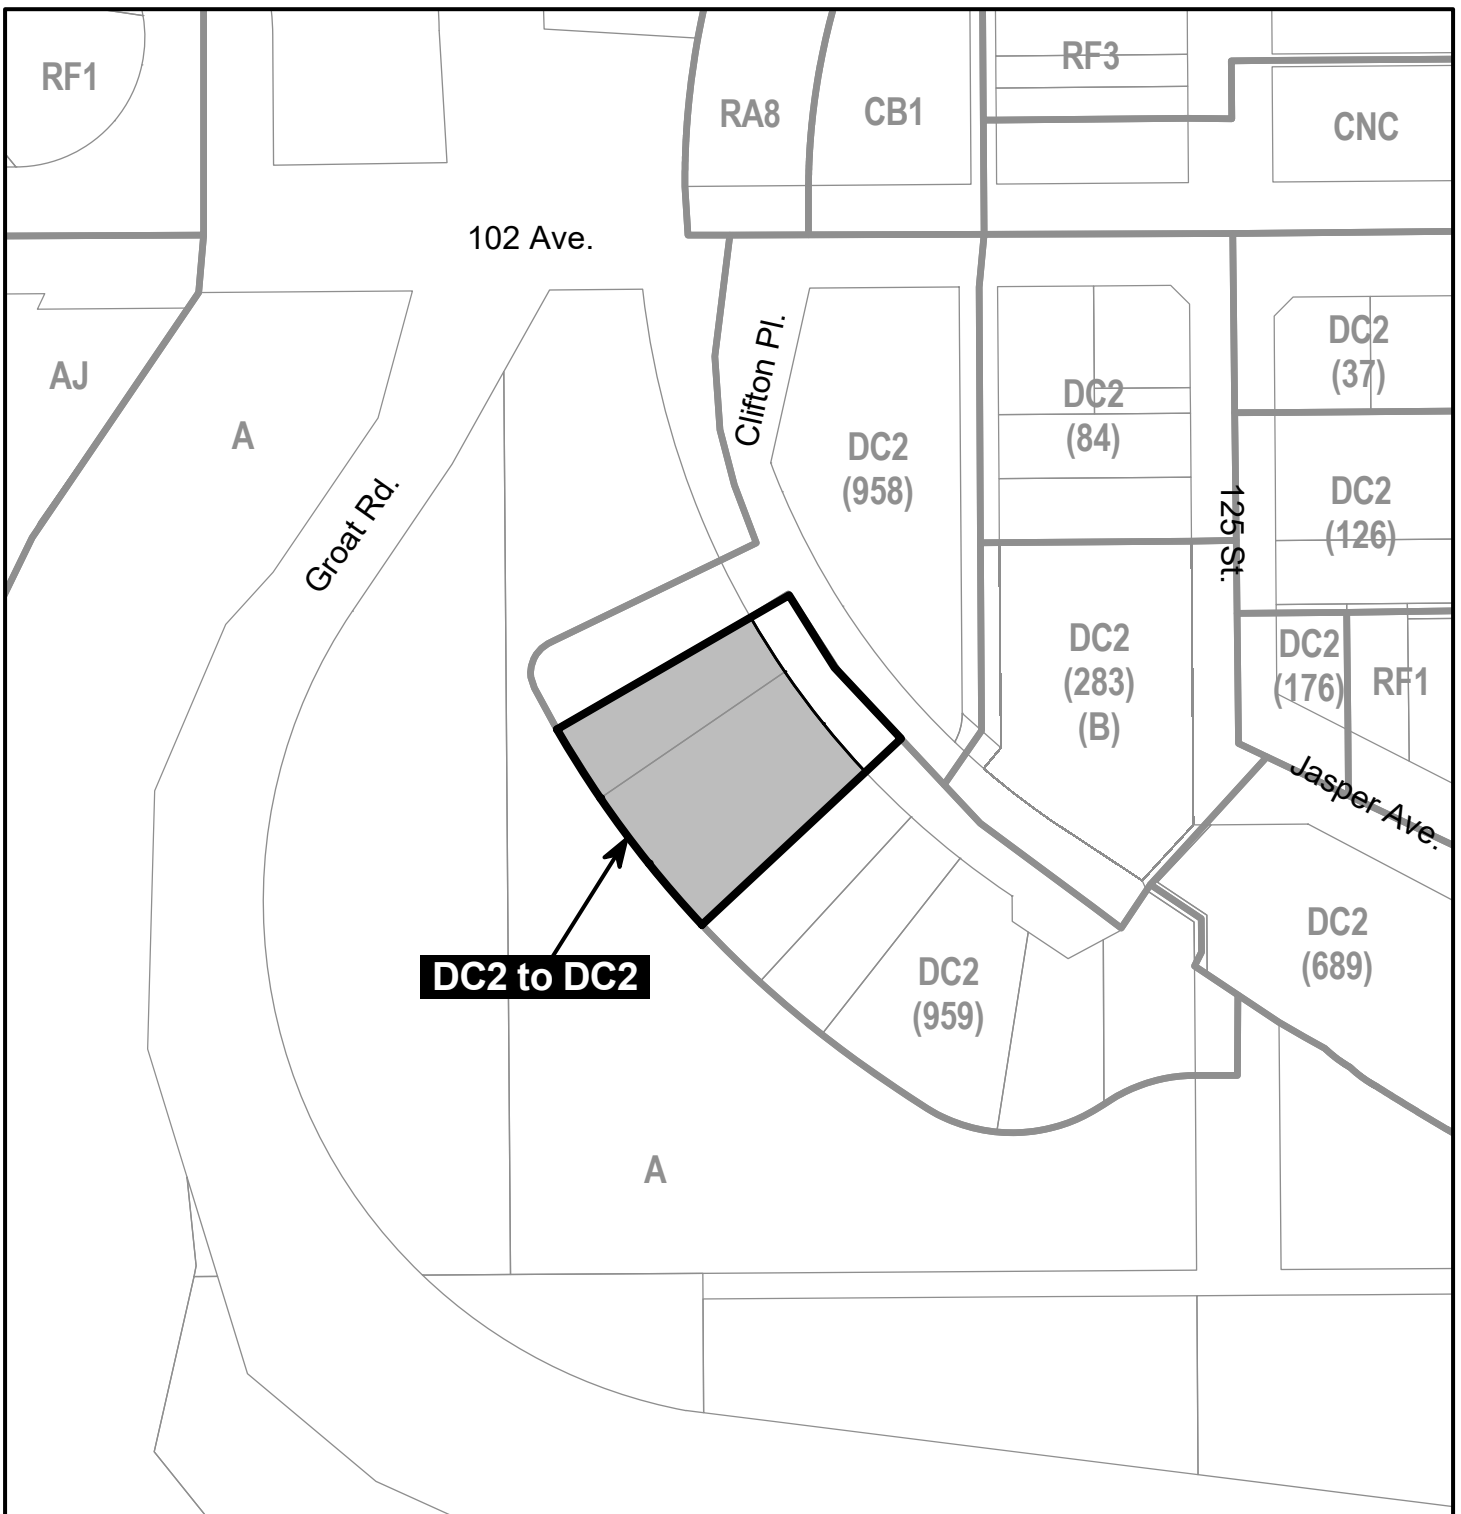 RF1
RF3
RA8
CB1
CNC
102 Ave.
AJ
A
Groat Rd.
Clifton Pl.
DC2
(958)
DC2
(84)
DC2
(37)
DC2
(126)
125 St.
DC2
(283)
(B)
DC2
(176)
RF1
Jasper Ave.
DC2 to DC2
DC2
(959)
DC2
(689)
A